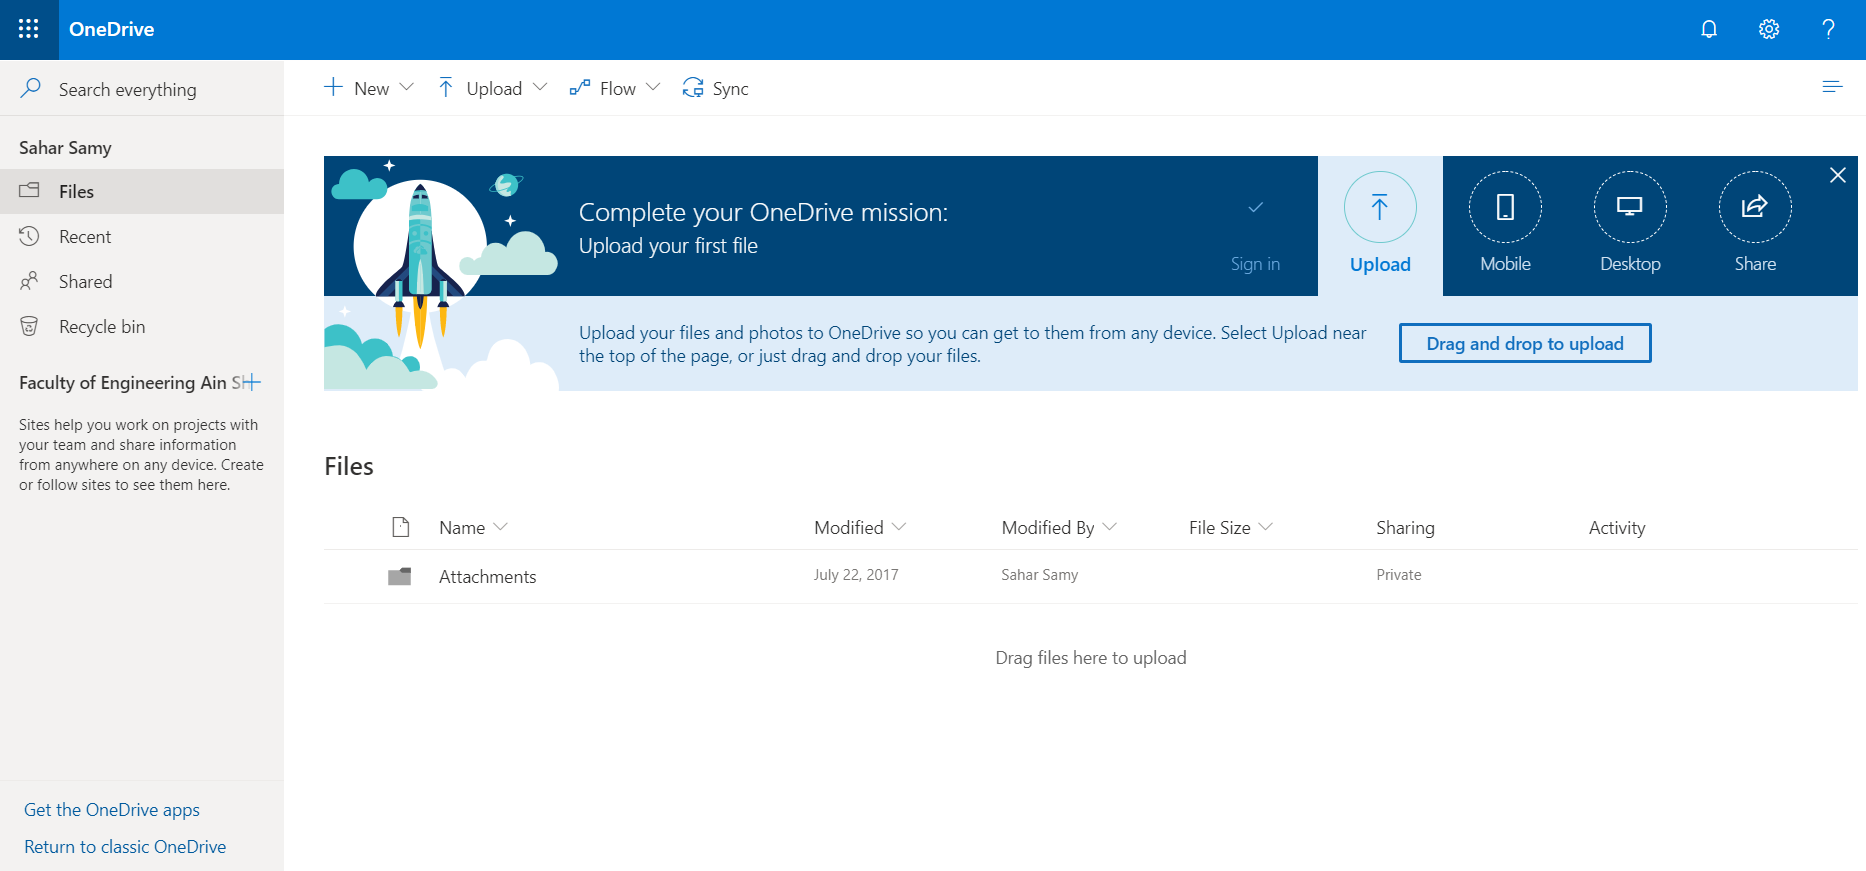 OneDrive
Search everything
New
Upload
Flow
Sync
Sahar Samy
Files
Recent
Shared
Recycle bin
Faculty of Engineering Ain
Sites help you work on projects with
your team and share information
from anywhere on any device. Create
or follow sites to see them here.
Get the OneDrive apps
Return to classic OneDrive
Complete your OneDrive mission:
Upload your first file
Sign in
Upload
Mobile
Desktop
Share
Upload your files and photos to OneDrive so you can get to them from any device. Select Upload near
the top of the page, or just drag and drop your files.
Drag and drop to upload
Files
Name Modified Modified By File Size Sharing Activity
Attachments July 22, 2017 Sahar Samy Private
Drag files here to upload